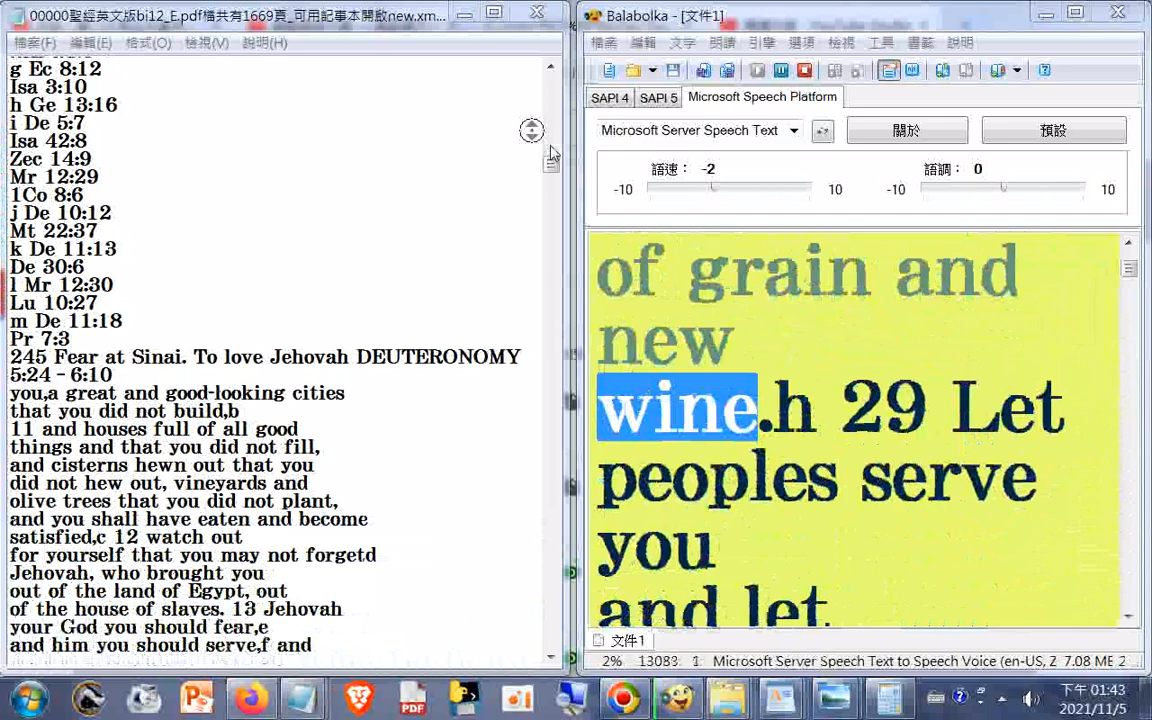 00000聖經英文版bi12_E.pdf檔共有1669頁_可用記事本開啟new.xm...
檔案(F) 編輯(E) 格式(O) 檢視(V) 說明(H)
g Ec 8:12
Isa 3:10
h Ge 13:16
i De 5:7
Isa 42:8
Zec 14:9
Mr 12:29
1Co 8:6
j De 10:12
Mt 22:37
k De 11:13
De 30:6
l Mr 12:30
Lu 10:27
m De 11:18
Pr 7:3
245 Fear at Sinai. To love Jehovah DEUTERONOMY
5:24 – 6:10
you,a great and good-looking cities
that you did not build,b
11 and houses full of all good
things and that you did not fill,
and cisterns hewn out that you
did not hew out, vineyards and
olive trees that you did not plant,
and you shall have eaten and become
satisfied,c 12 watch out
for yourself that you may not forgetd
Jehovah, who brought you
out of the land of Egypt, out
of the house of slaves. 13 Jehovah
your God you should fear,e
and him you should serve,f and
Balabolka - [文件1]
檔案 編輯 文字 朗讀 引擎 選項 檢視 工具 書籤 說明
SAPI 4 SAPI 5 Microsoft Speech Platform
Microsoft Server Speech Text 關於 預設
語速： -2 語調： 0
-10 10 -10 10
of grain and
new
wine.h 29 Let
peoples serve
you
and let
文件1
2% 13083: 1: Microsoft Server Speech Text to Speech Voice (en-US, Z 7.08 MB 2
PDF
下午 01:43
2021/11/5